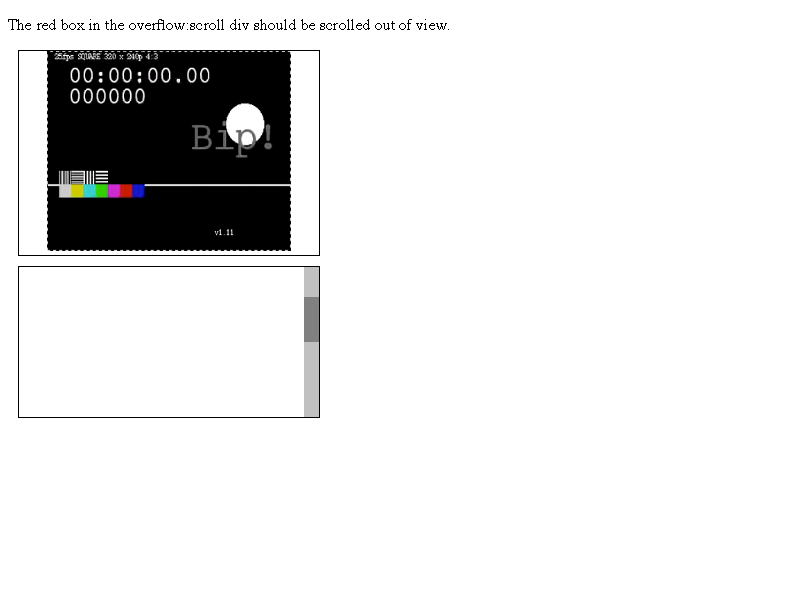 The red box in the overflow:scroll div should be scrolled out of view.
25fps SQUARE 320 x 240p 4:3
00:00:00.00
000000
Bip!
v1.11